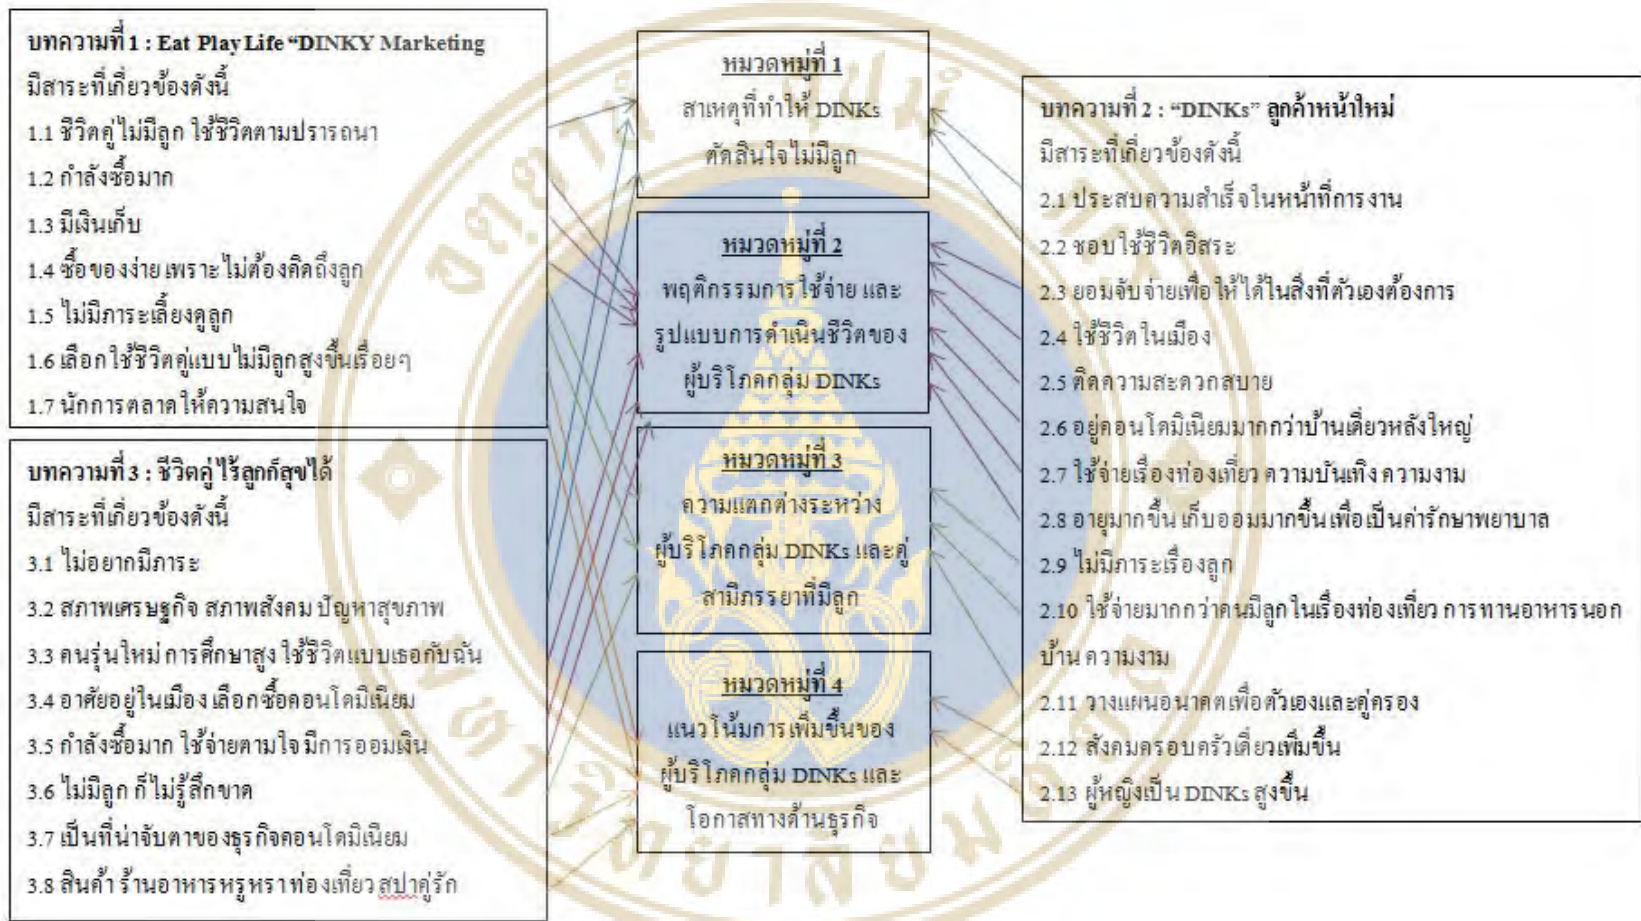 บทความที่ 1 : Eat Play Life “DINKY Marketing
มีสาระที่เกี่ยวข้องดังนี้
1.1 ชีวิตคู่ไม่มีลูก ใช้ชีวิตตามปรารถนา
1.2 กำลังซื้อมาก
1.3 มีเงินเก็บ
1.4 ซื้อของง่ายเพราะไม่ต้องคิดถึงลูก
1.5 ไม่มีภาระเลี้ยงดูลูก
1.6 เลือกใช้ชีวิตคู่แบบไม่มีลูกสูงขึ้นเรื่อยๆ
1.7 นักการตลาดให้ความสนใจ
บทความที่ 3 : ชีวิตคู่ ไร้ลูกก็สุขได้
มีสาระที่เกี่ยวข้องดังนี้
3.1 ไม่อยากมีภาระ
3.2 สภาพเศรษฐกิจ สภาพสังคม ปัญหาสุขภาพ
3.3 คนรุ่นใหม่ การศึกษาสูง ใช้ชีวิตแบบเธอกับฉัน
3.4 อาศัยอยู่ในเมือง เลือกซื้อคอนโดมิเนียม
3.5 กำลังซื้อมาก ใช้จ่ายตามใจ มีการออมเงิน
3.6 ไม่มีลูก ก็ไม่รู้สึกขาด
3.7 เป็นที่น่าจับตาของธุรกิจคอนโดมิเนียม
3.8 สินค้า ร้านอาหารหรูหรา ท่องเที่ยว สปาคู่รัก
หมวดหมู่ที่ 1
สาเหตุที่ทำให้ DINKs
ตัดสินใจไม่มีลูก
หมวดหมู่ที่ 2
พฤติกรรมการใช้จ่าย และ
รูปแบบการดำเนินชีวิตของ
ผู้บริโภคกลุ่ม DINKs
หมวดหมู่ที่ 3
ความแตกต่างระหว่าง
ผู้บริโภคกลุ่ม DINKs และคู่
สามีภรรยาที่มีลูก
หมวดหมู่ที่ 4
แนวโน้มการเพิ่มขึ้นของ
ผู้บริโภคกลุ่ม DINKs และ
โอกาสทางด้านธุรกิจ
บทความที่ 2 : “DINKs” ลูกค้าหน้าใหม่
มีสาระที่เกี่ยวข้องดังนี้
2.1 ประสบความสำเร็จในหน้าที่การงาน
2.2 ชอบใช้ชีวิตอิสระ
2.3 ยอมจับจ่ายเพื่อให้ได้ในสิ่งที่ตัวเองต้องการ
2.4 ใช้ชีวิตในเมือง
2.5 ติดความสะดวกสบาย
2.6 อยู่คอนโดมิเนียมมากกว่าบ้านเดี่ยวหลังใหญ่
2.7 ใช้จ่ายเรื่องท่องเที่ยว ความบันเทิง ความงาม
2.8 อายุมากขึ้น เก็บออมมากขึ้นเพื่อเป็นค่ารักษาพยาบาล
2.9 ไม่มีภาระเรื่องลูก
2.10 ใช้จ่ายมากกว่าคนมีลูกในเรื่องท่องเที่ยว การทานอาหารนอก
บ้าน ความงาม
2.11 วางแผนอนาคตเพื่อตัวเองและคู่ครอง
2.12 สังคมครอบครัวเดี่ยวเพิ่มขึ้น
2.13 ผู้หญิงเป็น DINKs สูงขึ้น